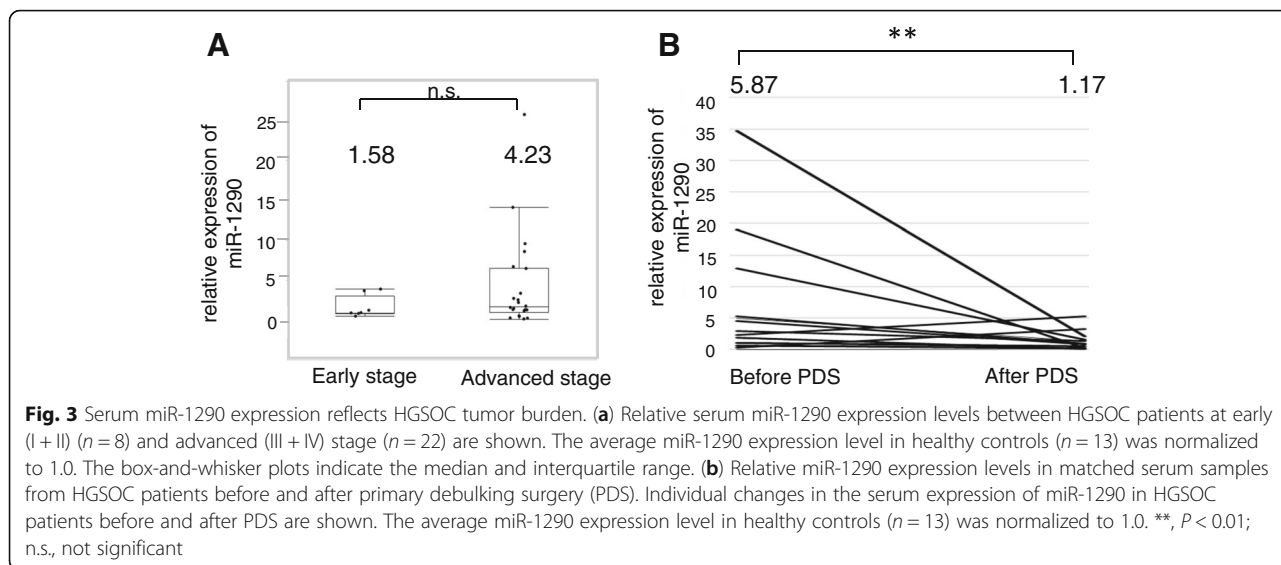 A
n.s.
1.58
4.23
relative expression of
miR-1290
25
20
15
10
5
0
Early stage
Advanced stage
B
**
5.87
1.17
relative expression of
miR-1290
40
35
30
25
20
15
10
5
0
Before PDS
After PDS
Fig. 3 Serum miR-1290 expression reflects HGSOC tumor burden. (a) Relative serum miR-1290 expression levels between HGSOC patients at early
(I + II) (n = 8) and advanced (III + IV) stage (n = 22) are shown. The average miR-1290 expression level in healthy controls (n = 13) was normalized
to 1.0. The box-and-whisker plots indicate the median and interquartile range. (b) Relative miR-1290 expression levels in matched serum samples
from HGSOC patients before and after primary debulking surgery (PDS). Individual changes in the serum expression of miR-1290 in HGSOC
patients before and after PDS are shown. The average miR-1290 expression level in healthy controls (n = 13) was normalized to 1.0. **, P < 0.01;
n.s., not significant